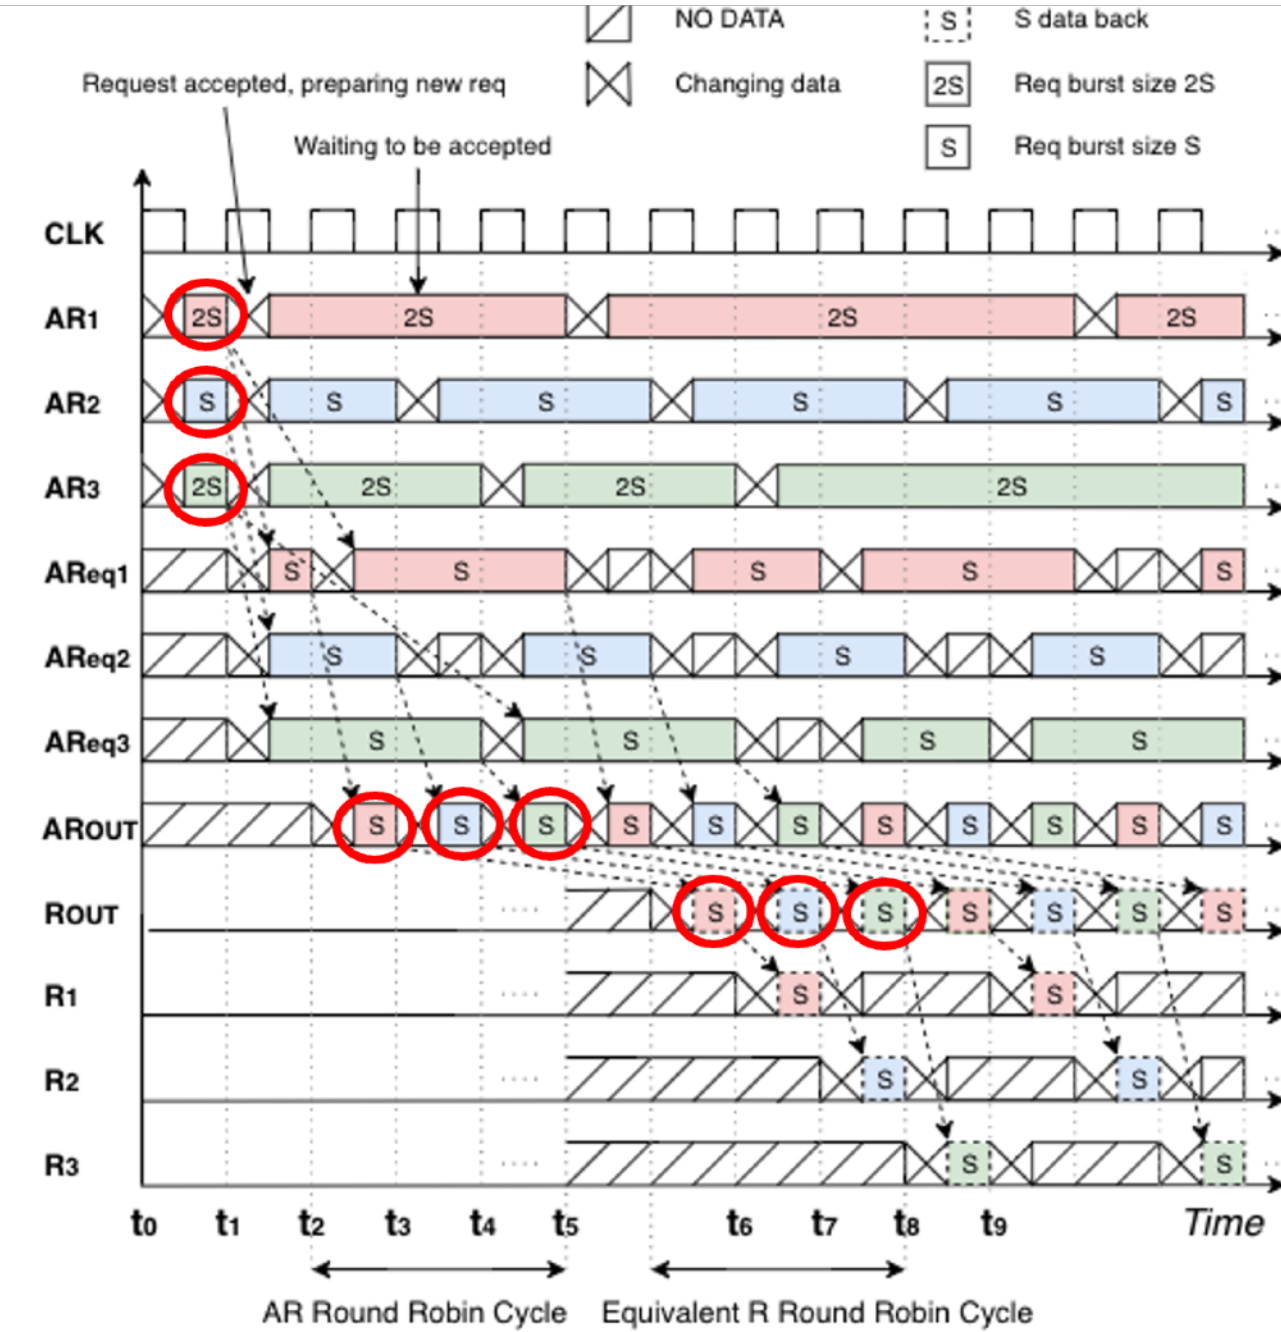 NO DATA
S
S data back
Request accepted, preparing new req
Changing data
2S
Req burst size 2S
Waiting to be accepted
S
Req burst size S
CLK
AR1
2S
2S
2S
2S
AR2
S
S
S
S
S
S
AR3
2S
2S
2S
2S
AReq1
S
S
S
S
S
AReq2
S
S
S
S
AReq3
S
S
S
S
AROUT
S
S
S
S
S
S
S
S
S
S
S
ROUT
S
S
S
S
S
S
S
R1
S
S
R2
S
S
R3
S
S
t0 t1 t2 t3 t4 t5 t6 t7 t8 t9 Time
AR Round Robin Cycle
Equivalent R Round Robin Cycle